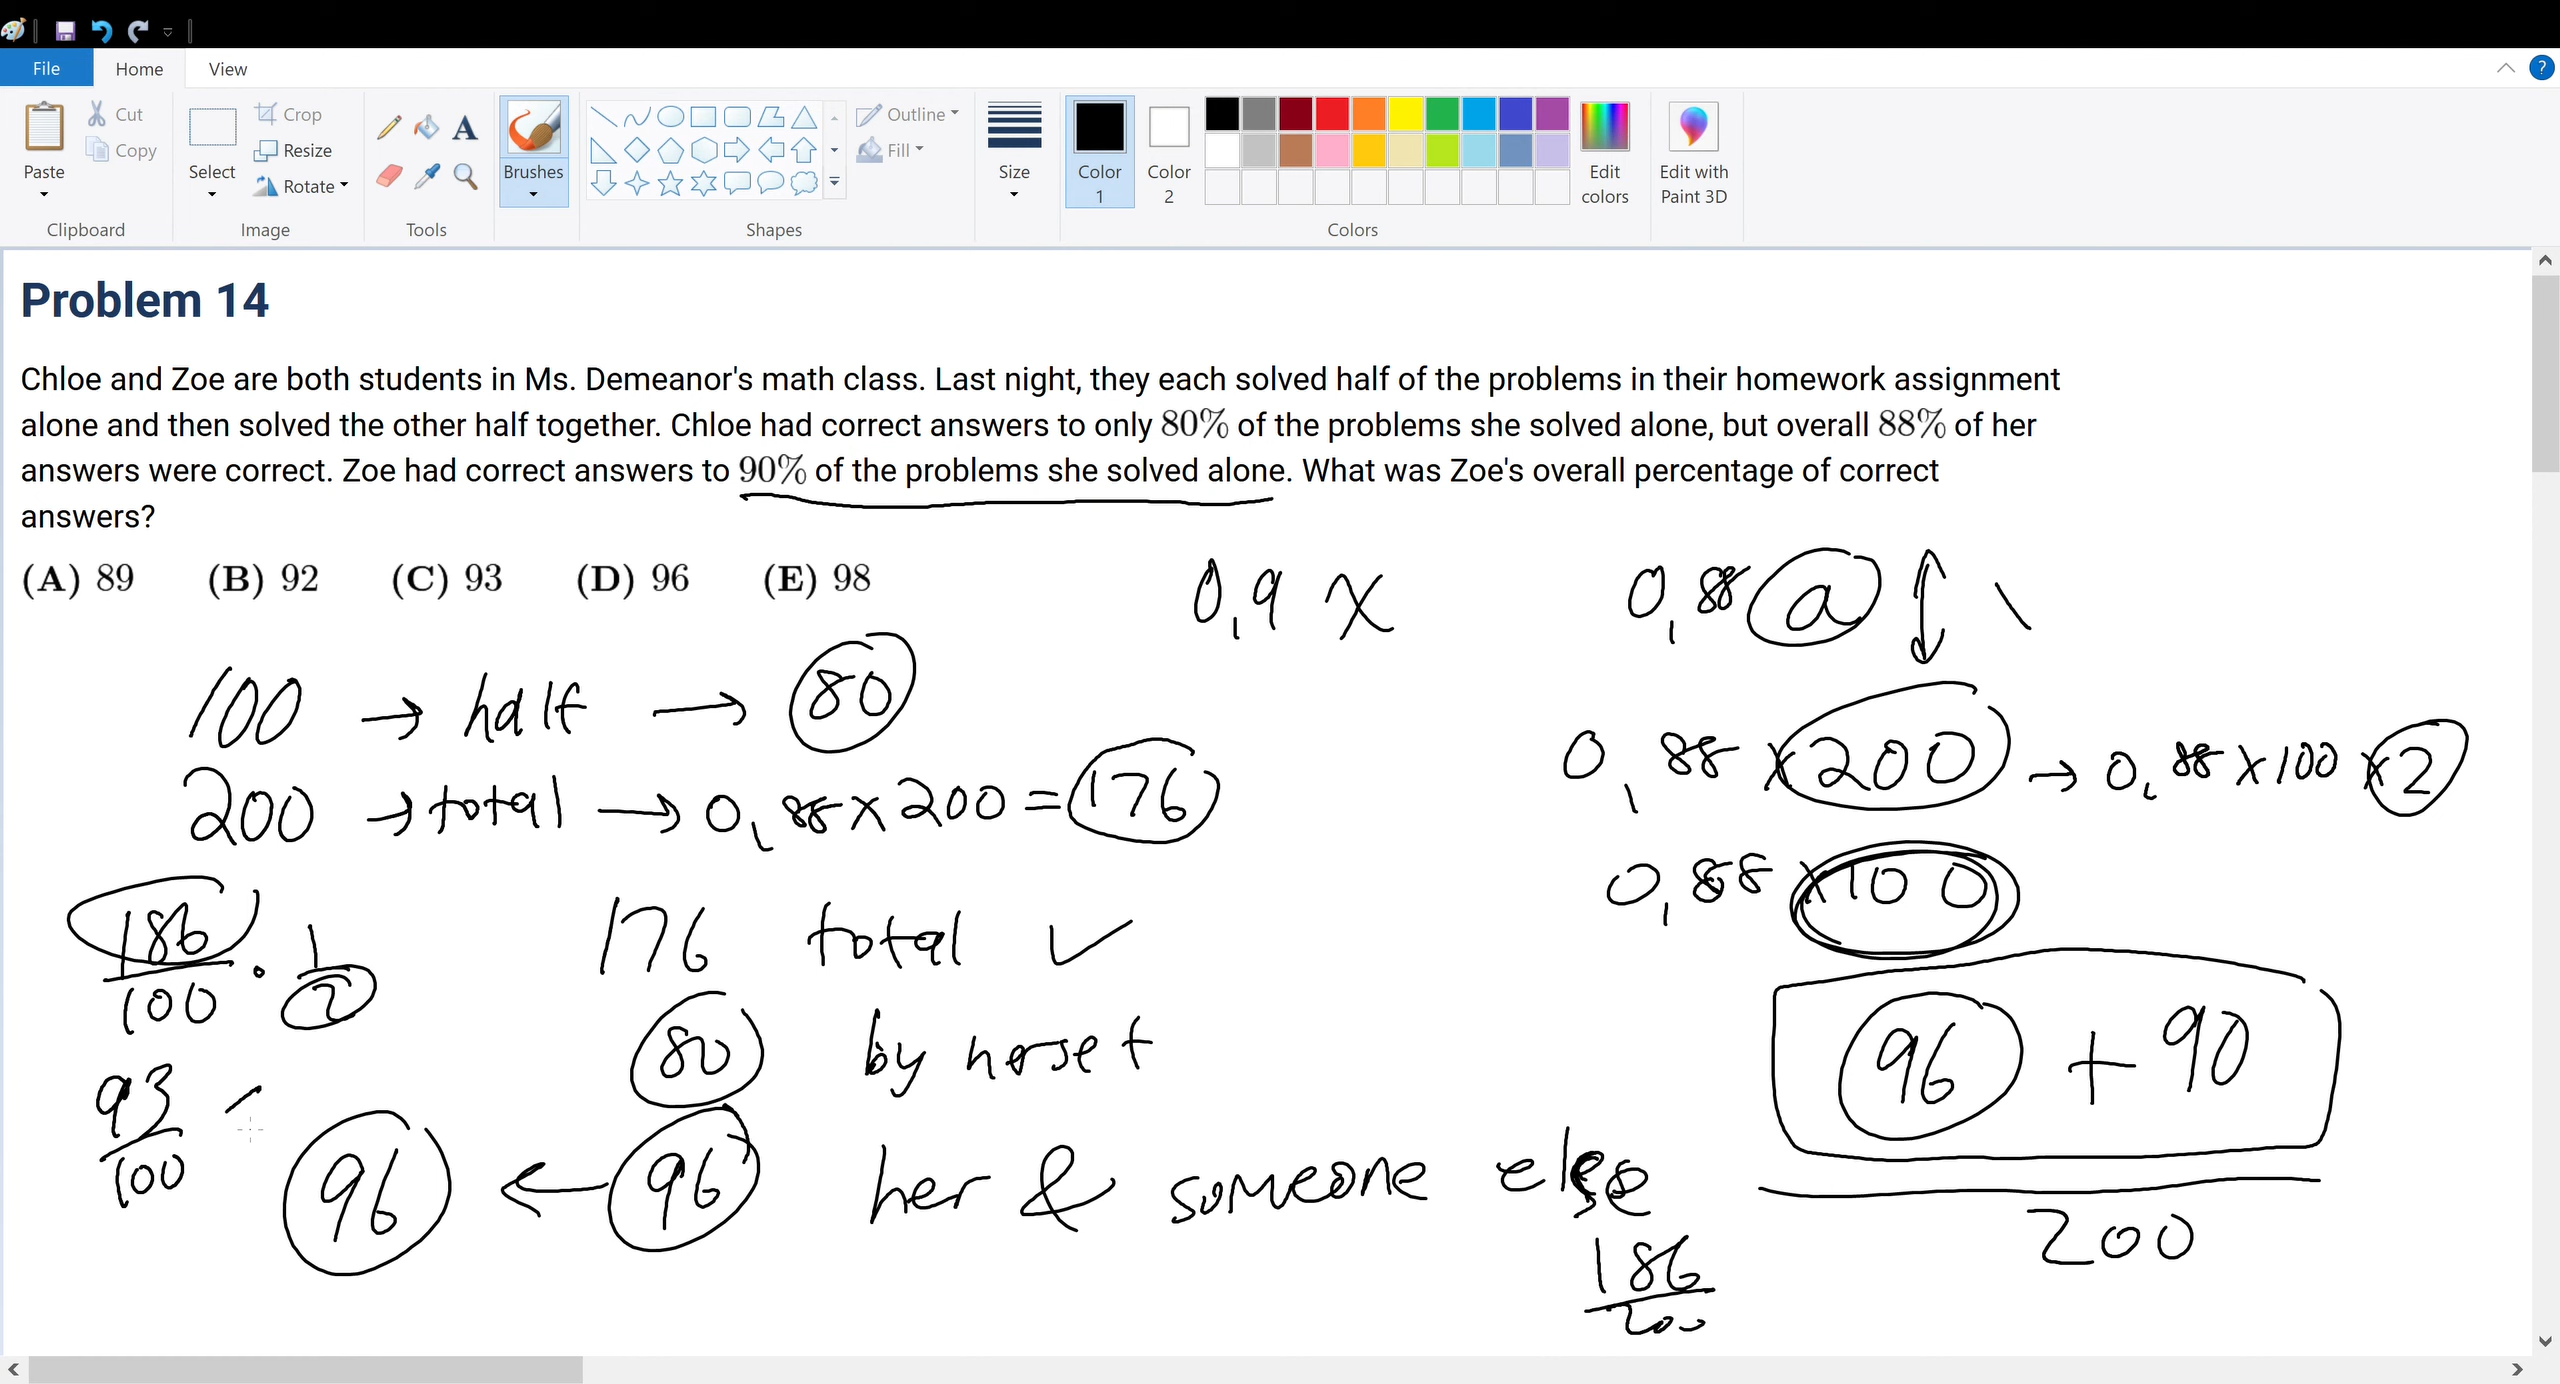 File Home View
Paste Cut Copy Clipboard
Select Crop Resize Rotate Image
A Tools
Brushes
Shapes Outline Fill
Size
Color 1 Color 2 Edit colors Colors
Edit with Paint 3D
?
Problem 14
Chloe and Zoe are both students in Ms. Demeanor's math class. Last night, they each solved half of the problems in their homework assignment
alone and then solved the other half together. Chloe had correct answers to only 80% of the problems she solved alone, but overall 88% of her
answers were correct. Zoe had correct answers to 90% of the problems she solved alone. What was Zoe's overall percentage of correct
answers?
(A) 89 (B) 92 (C) 93 (D) 96 (E) 98
0,9 x 0,88 a
100 → half → 80
200 → total → 0,88 x 200 = 176
0,88 x 200 → 0,88 x 100 x 2
0,88 x 100
186/100 · 1/2
176 total ✓
80 by herself
96 + 90
200
93/100
96 ← 96 her & someone else
186/200